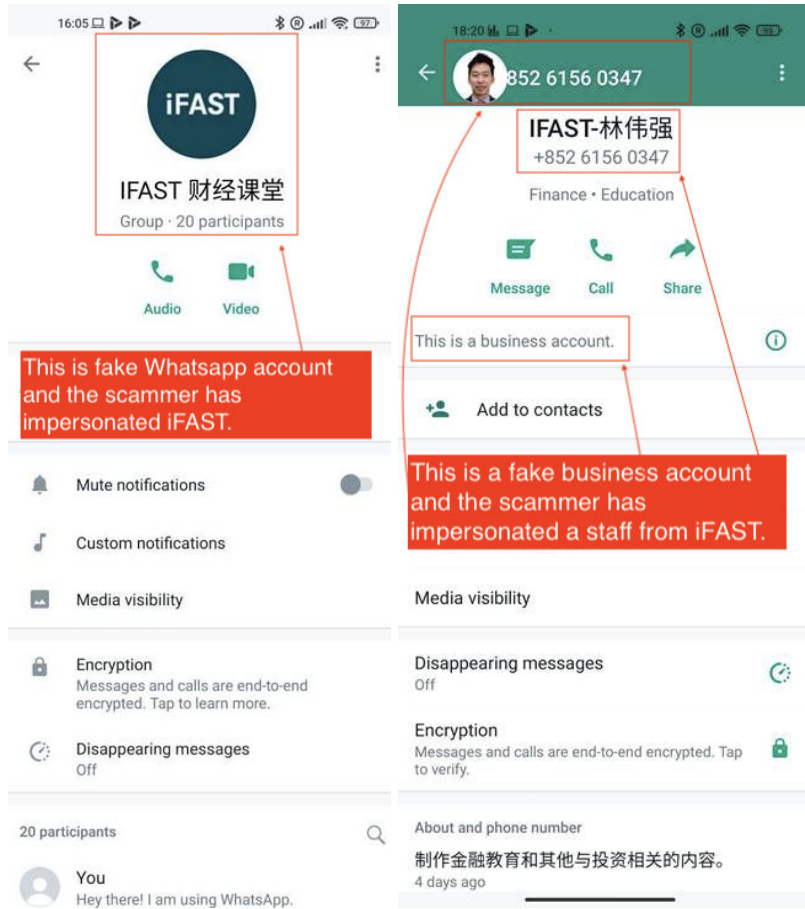 16:05
97
iFAST
IFAST 财经课堂
Group · 20 participants
Audio
Video
This is fake Whatsapp account
and the scammer has
impersonated iFAST.
Mute notifications
Custom notifications
Media visibility
Encryption
Messages and calls are end-to-end
encrypted. Tap to learn more.
Disappearing messages
Off
20 participants
You
Hey there! I am using WhatsApp.
18:20
852 6156 0347
IFAST-林伟强
+852 6156 0347
Finance • Education
Message
Call
Share
This is a business account.
Add to contacts
This is a fake business account
and the scammer has
impersonated a staff from iFAST.
Media visibility
Disappearing messages
Off
Encryption
Messages and calls are end-to-end encrypted. Tap
to verify.
About and phone number
制作金融教育和其他与投资相关的内容。
4 days ago